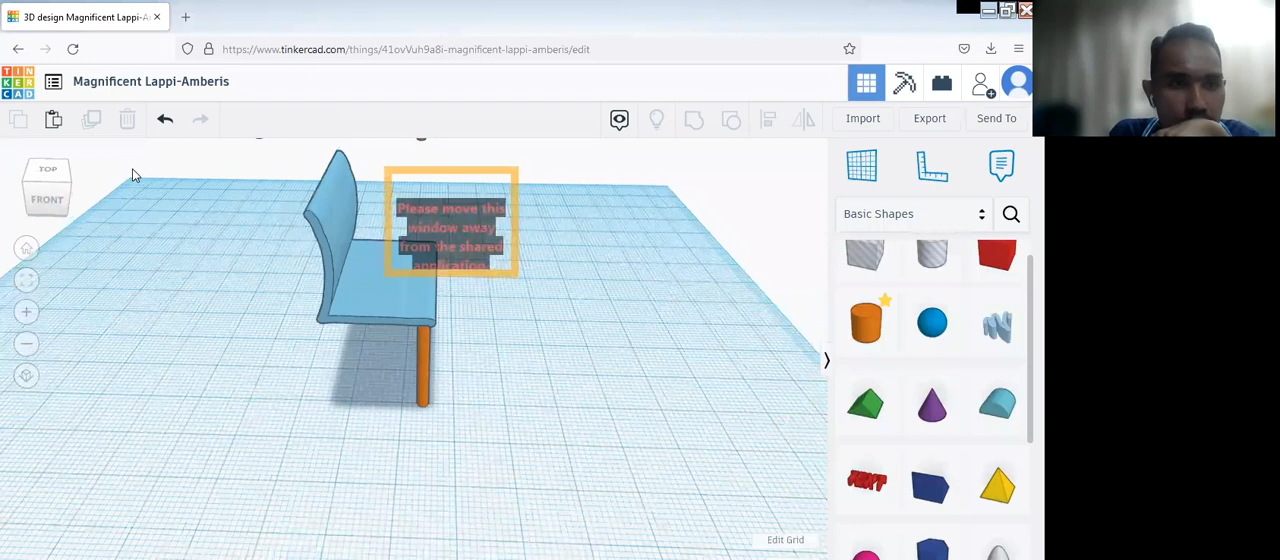 3D design Magnificent Lappi-A
https://www.tinkercad.com/things/41ovVuh9a8i-magnificent-lappi-amberis/edit
TIN
KER
CAD
Magnificent Lappi-Amberis
Import
Export
Send To
TOP
FRONT
Please move this
window away
from the shared
application
Basic Shapes
TEXT
Edit Grid